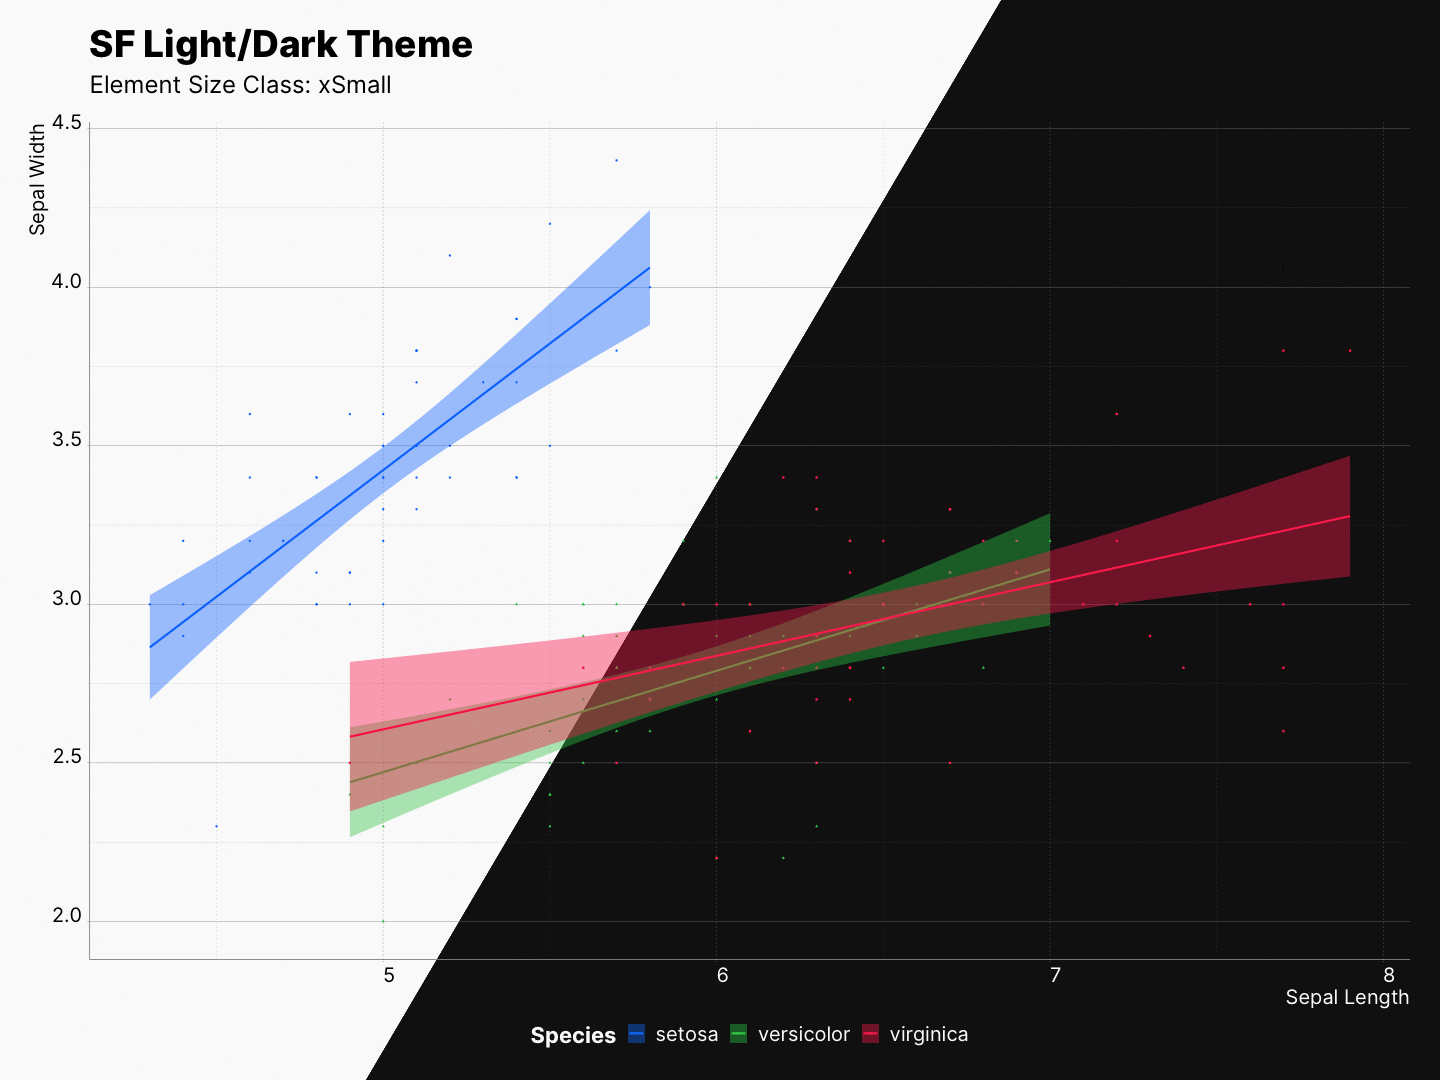 SF Light/Dark Theme
Element Size Class: xSmall
Sepal Width
4.5
4.0
3.5
3.0
2.5
2.0
5 6 7 8
Sepal Length
Species setosa versicolor virginica